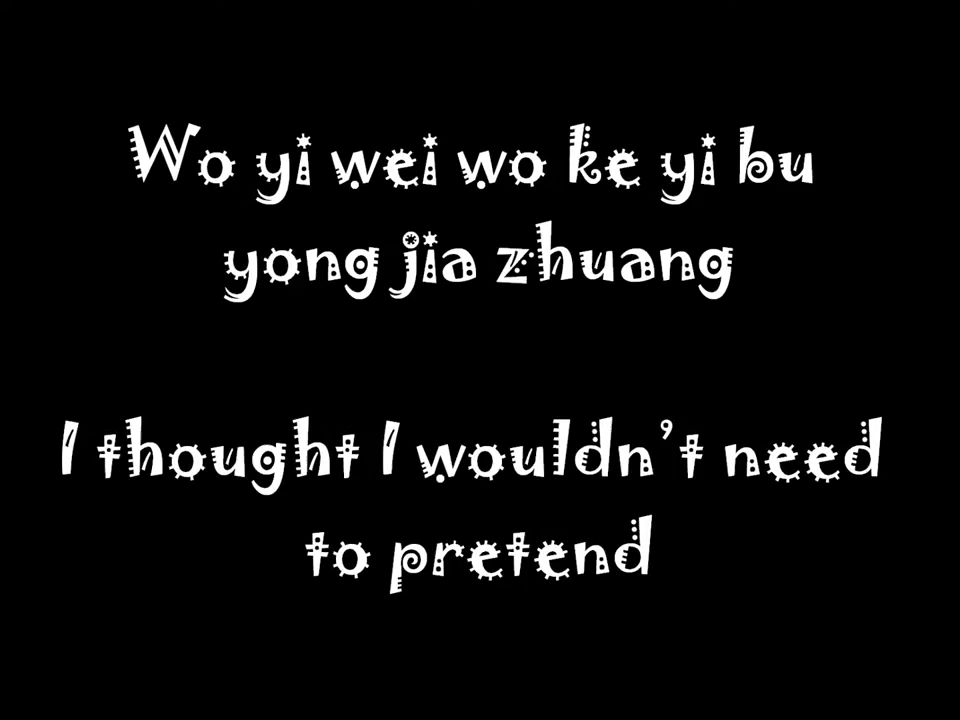 Wo yi wei wo ke yi bu
yong jia zhuang
I thought I wouldn't need
to pretend